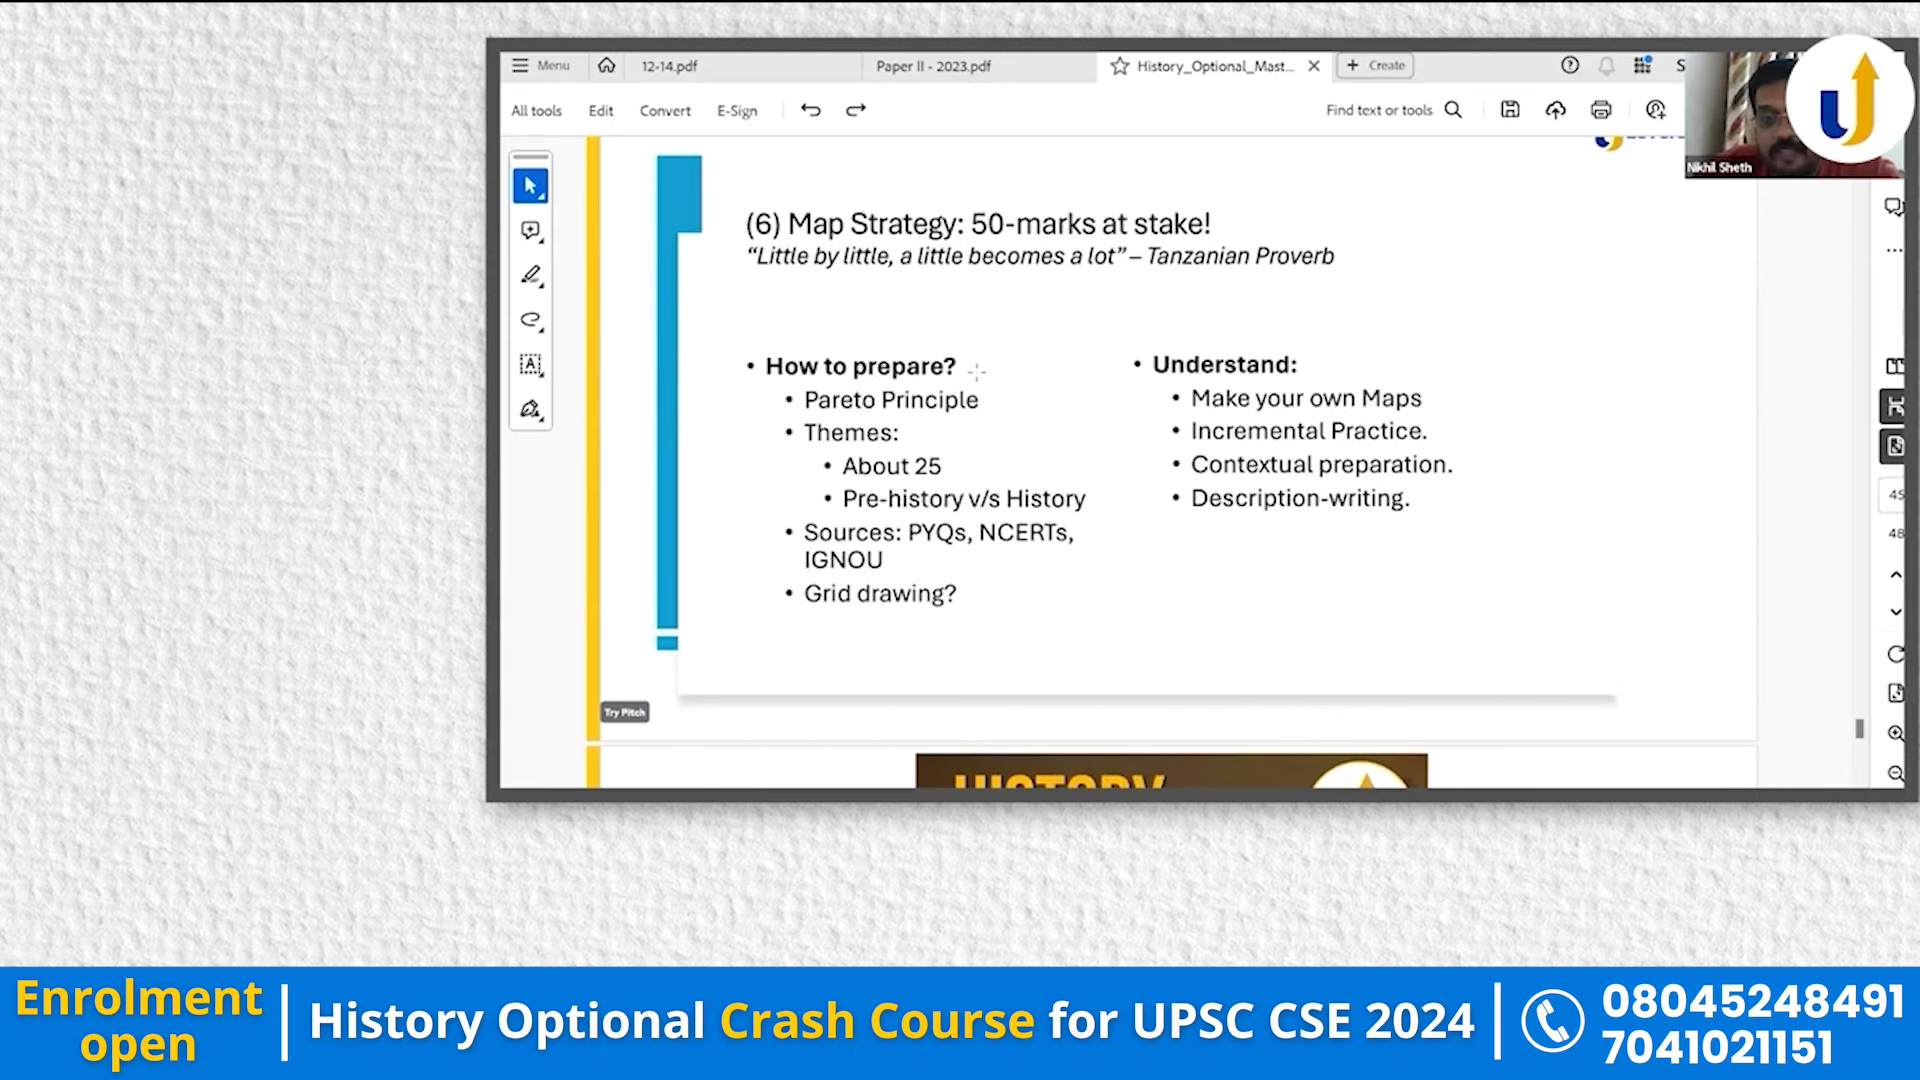 Menu
12-14.pdf
Paper II - 2023.pdf
History_Optional_Mast...
Create
All tools
Edit
Convert
E-Sign
Find text or tools
Nikhil Sheth
(6) Map Strategy: 50-marks at stake!
“Little by little, a little becomes a lot” – Tanzanian Proverb
• How to prepare?
• Pareto Principle
• Themes:
• About 25
• Pre-history v/s History
• Sources: PYQs, NCERTs,
IGNOU
• Grid drawing?
• Understand:
• Make your own Maps
• Incremental Practice.
• Contextual preparation.
• Description-writing.
45
48
Try Pitch
HISTORY
Enrolment
open
History Optional Crash Course for UPSC CSE 2024
08045248491
7041021151